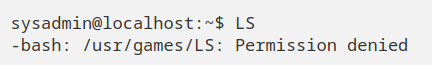 sysadmin@localhost:~$ LS
-bash: /usr/games/LS: Permission denied